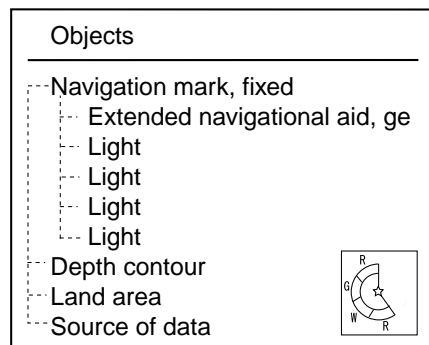 Objects
Navigation mark, fixed
Extended navigational aid, ge
Light
Light
Light
Light
Depth contour
Land area
Source of data
R
G
W
R